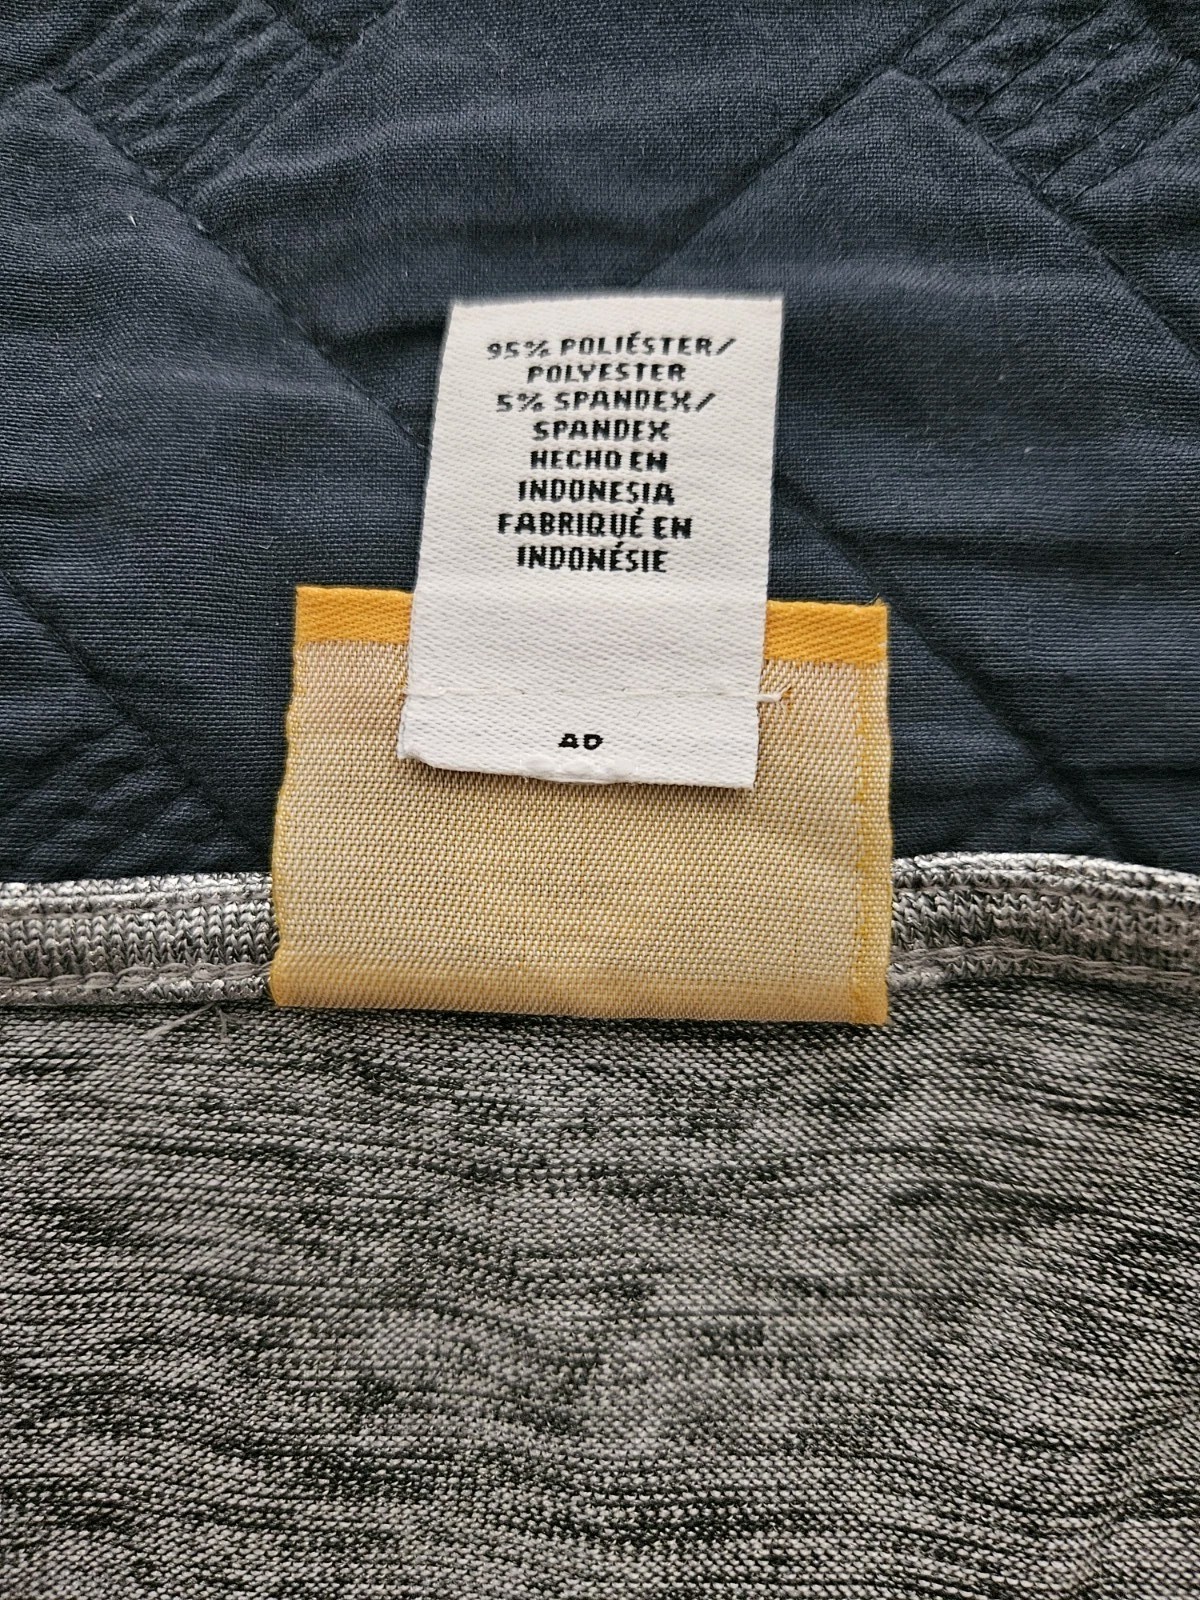 95% POLIÉSTER/
POLYESTER
5% SPANDEX/
SPANDEX
HECHO EN
INDONESIA
FABRIQUÉ EN
INDONÉSIE
AD